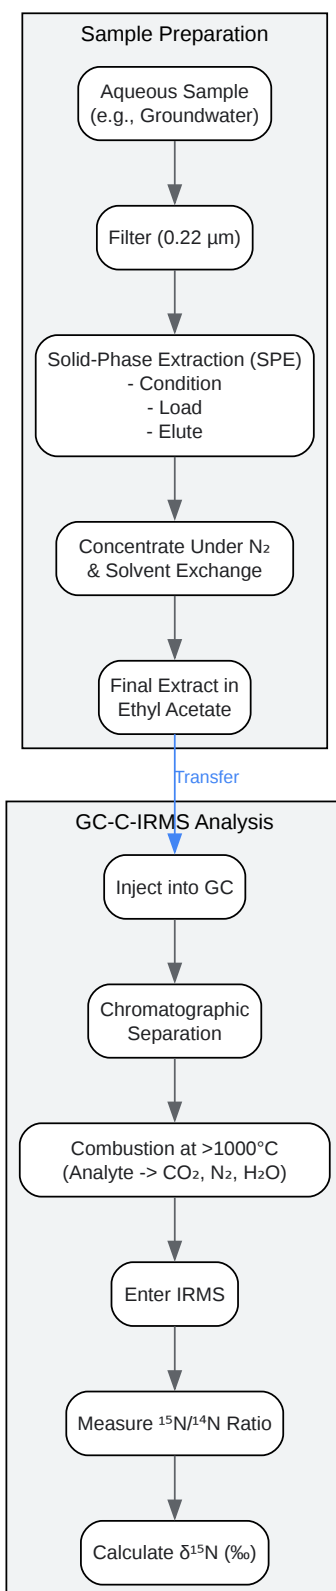 Sample Preparation
Aqueous Sample
(e.g., Groundwater)
Filter (0.22 µm)
Solid-Phase Extraction (SPE)
- Condition
- Load
- Elute
Concentrate Under N₂
& Solvent Exchange
Final Extract in
Ethyl Acetate
Transfer
GC-C-IRMS Analysis
Inject into GC
Chromatographic
Separation
Combustion at >1000°C
(Analyte -> CO₂, N₂, H₂O)
Enter IRMS
Measure ¹⁵N/¹⁴N Ratio
Calculate δ¹⁵N (‰)